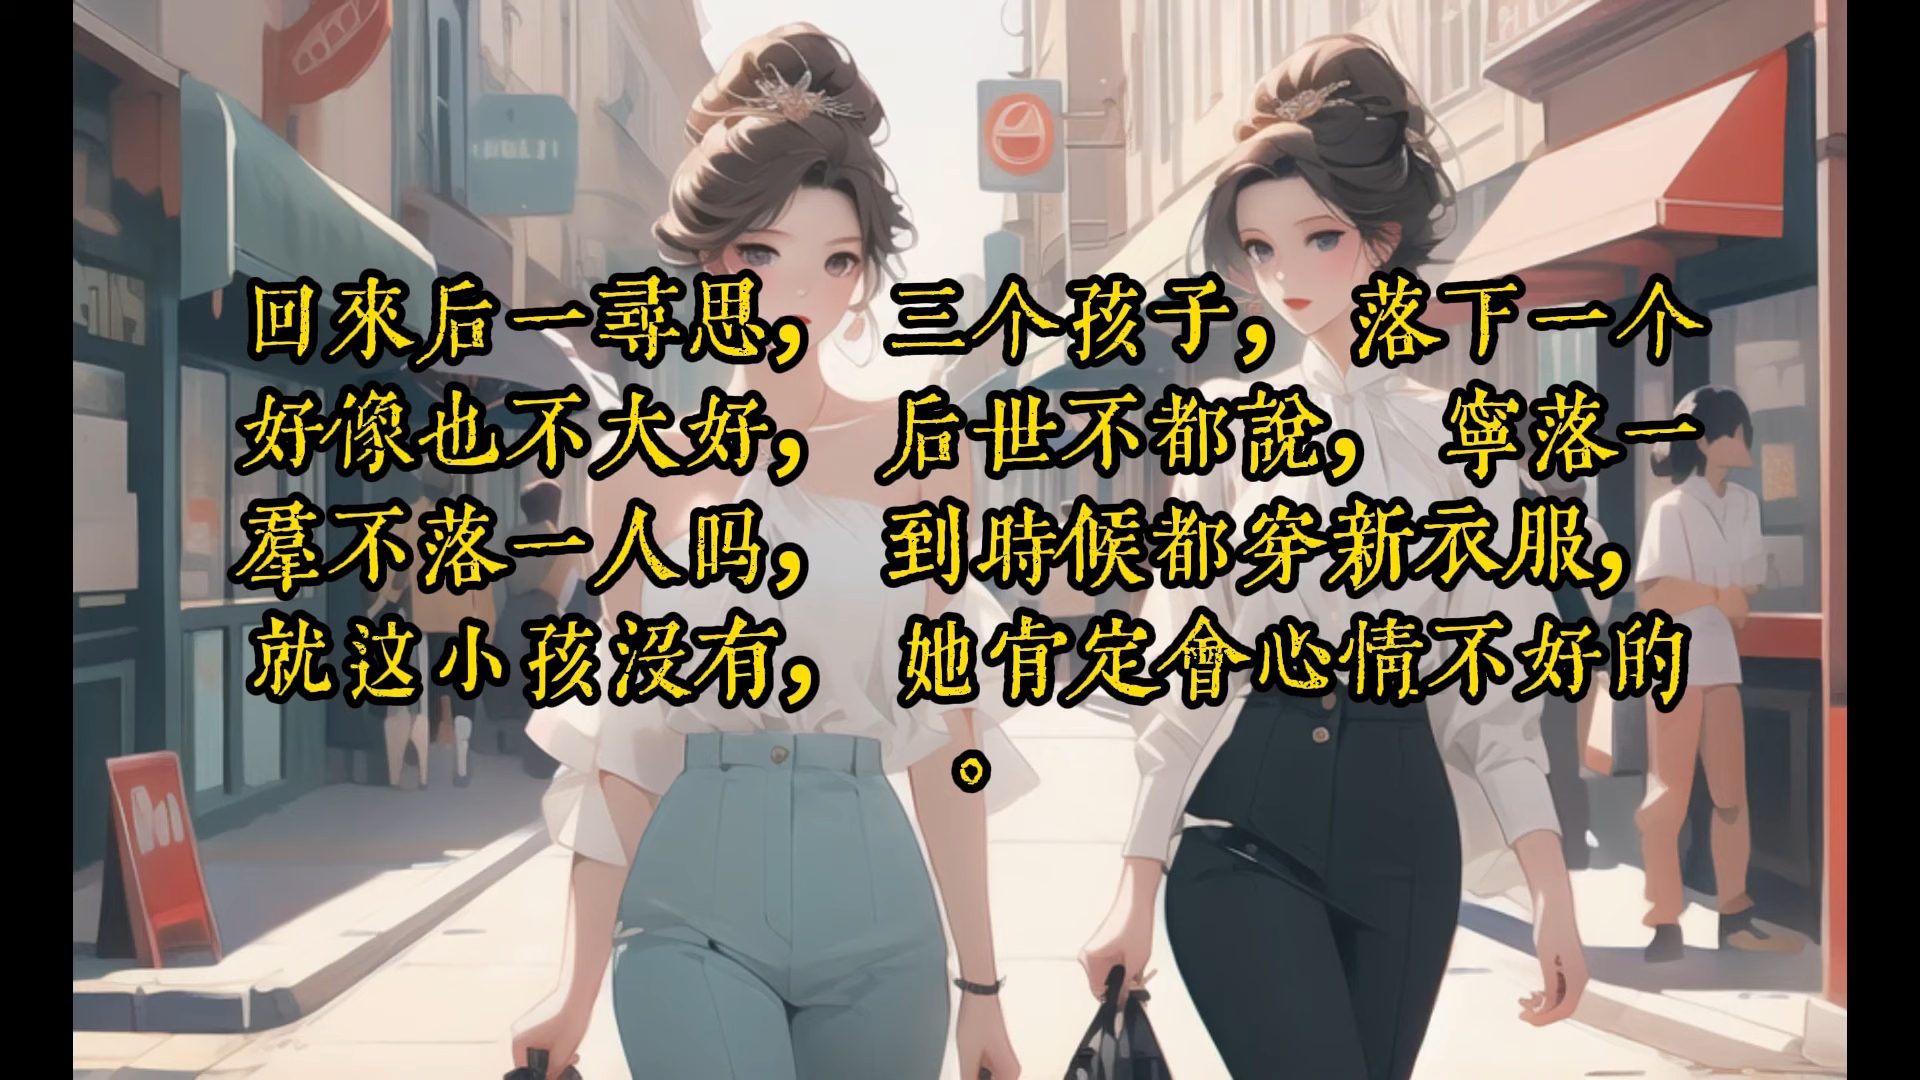 回來后一尋思，三个孩子，落下一个
好像也不大好，后世不都說，寧落一
羣不落一人吗，到時候都穿新衣服，
就这小孩沒有，她肯定會心情不好的
。